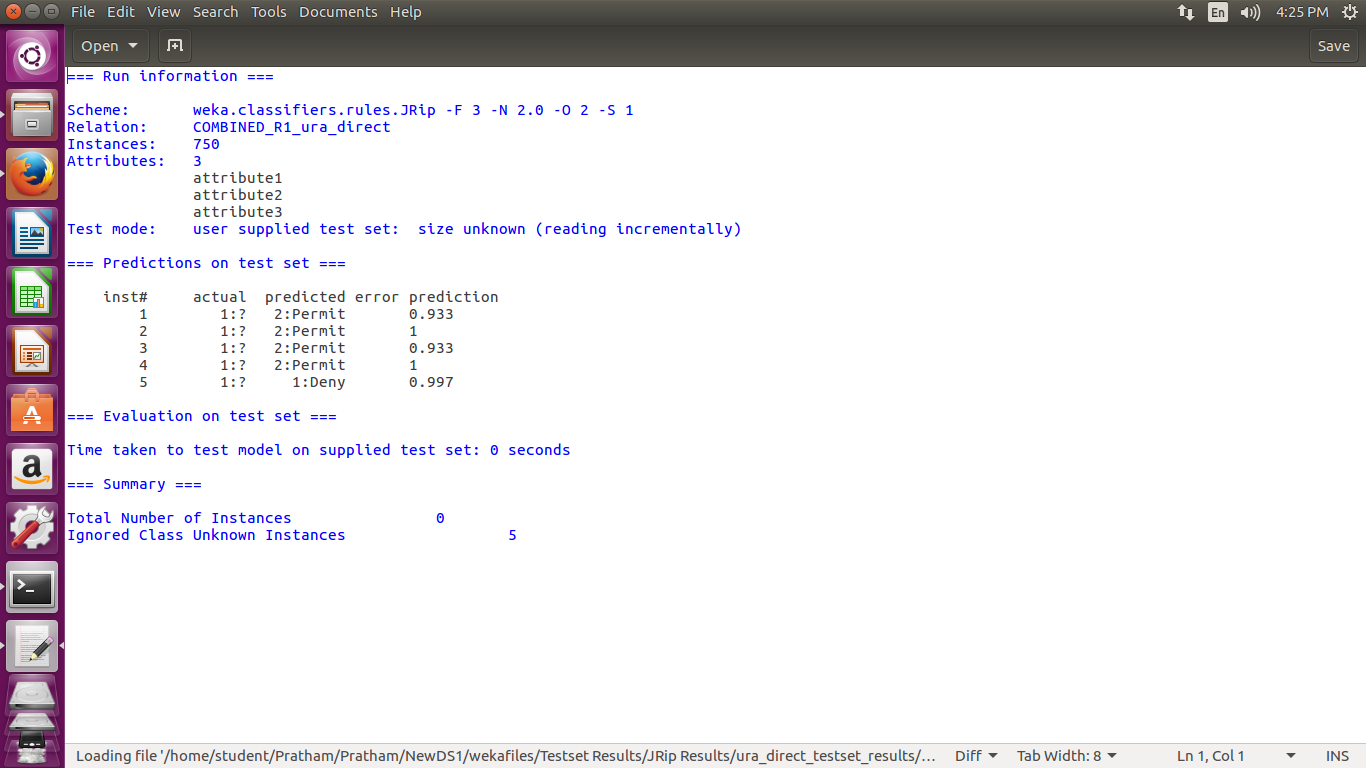 File Edit View Search Tools Documents Help
En
4:25 PM
Open
Save
=== Run information ===
Scheme: weka.classifiers.rules.JRip -F 3 -N 2.0 -O 2 -S 1
Relation: COMBINED_R1_ura_direct
Instances: 750
Attributes: 3
attribute1
attribute2
attribute3
Test mode: user supplied test set: size unknown (reading incrementally)
=== Predictions on test set ===
inst# actual predicted error prediction
1 1:? 2:Permit 0.933
2 1:? 2:Permit 1
3 1:? 2:Permit 0.933
4 1:? 2:Permit 1
5 1:? 1:Deny 0.997
=== Evaluation on test set ===
Time taken to test model on supplied test set: 0 seconds
=== Summary ===
Total Number of Instances 0
Ignored Class Unknown Instances 5
Loading file '/home/student/Pratham/Pratham/NewDS1/wekafiles/Testset Results/JRip Results/ura_direct_testset_results/… Diff Tab Width: 8 Ln 1, Col 1 INS